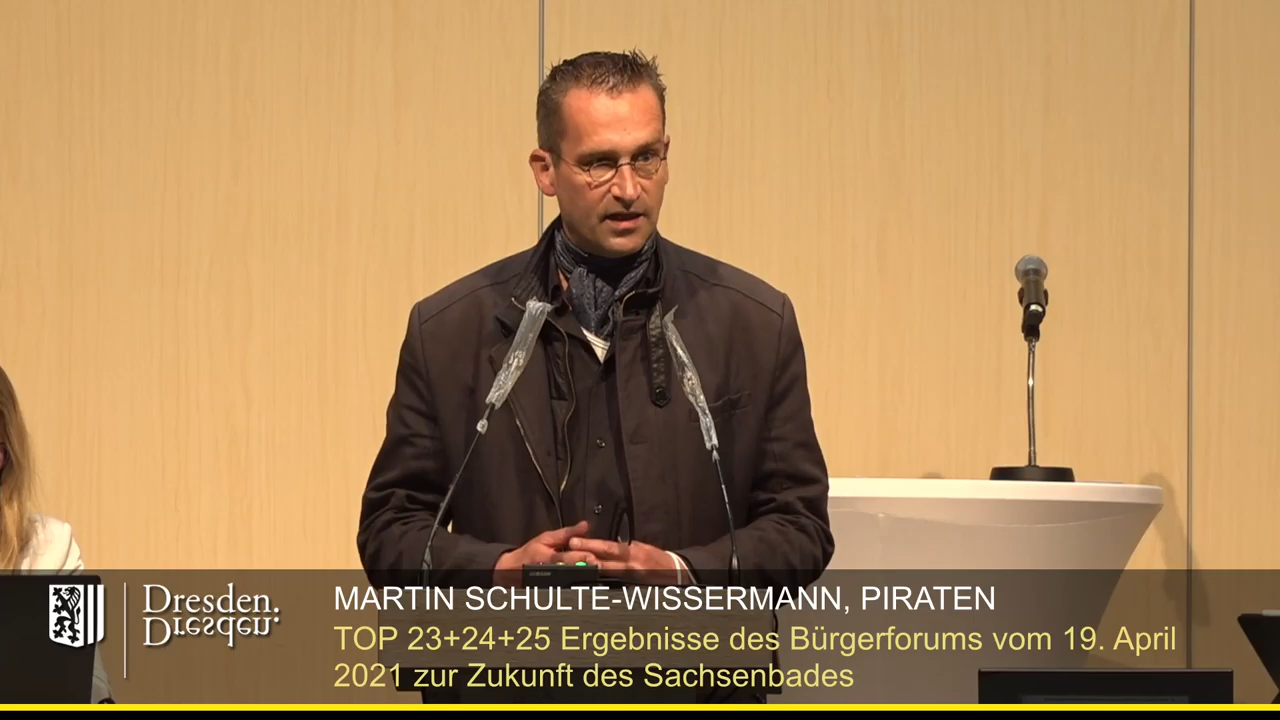 Dresden.
Dresden.
MARTIN SCHULTE-WISSERMANN, PIRATEN
TOP 23+24+25 Ergebnisse des Bürgerforums vom 19. April
2021 zur Zukunft des Sachsenbades